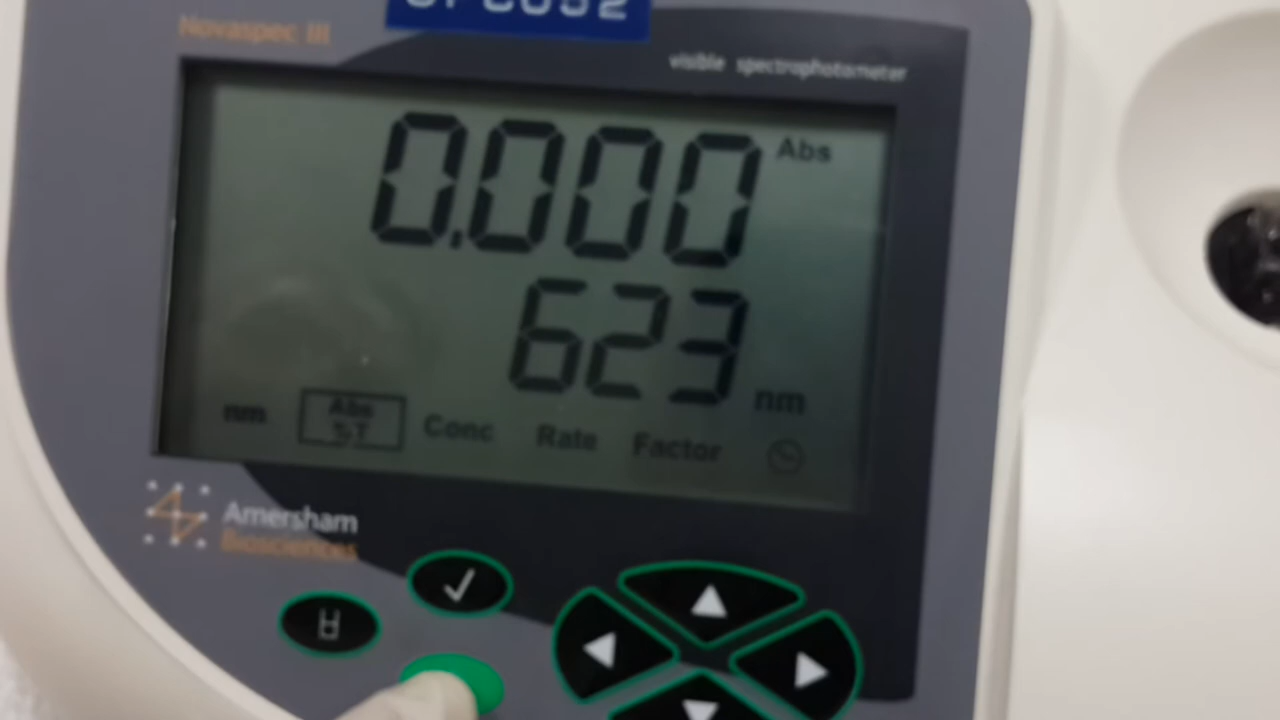 Novaspec III
visible spectrophotometer
0.000 Abs
623 nm
nm Abs %T Conc Rate Factor
Amersham
Biosciences